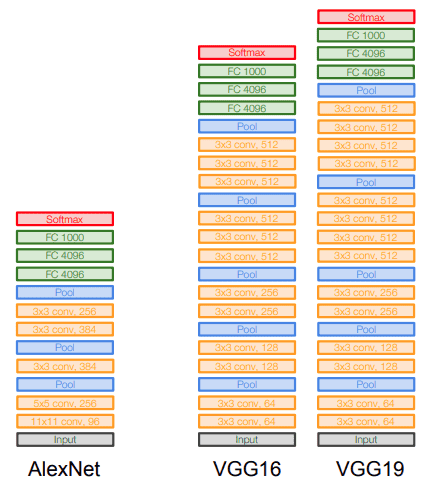 Softmax
FC 1000
FC 4096
FC 4096
Pool
3x3 conv, 256
3x3 conv, 384
Pool
3x3 conv, 384
Pool
5x5 conv, 256
11x11 conv, 96
Input
AlexNet
Softmax
FC 1000
FC 4096
FC 4096
Pool
3x3 conv, 512
3x3 conv, 512
3x3 conv, 512
Pool
3x3 conv, 512
3x3 conv, 512
3x3 conv, 512
Pool
3x3 conv, 256
3x3 conv, 256
Pool
3x3 conv, 128
3x3 conv, 128
Pool
3x3 conv, 64
3x3 conv, 64
Input
VGG16
Softmax
FC 1000
FC 4096
FC 4096
Pool
3x3 conv, 512
3x3 conv, 512
3x3 conv, 512
3x3 conv, 512
Pool
3x3 conv, 512
3x3 conv, 512
3x3 conv, 512
3x3 conv, 512
Pool
3x3 conv, 256
3x3 conv, 256
Pool
3x3 conv, 128
3x3 conv, 128
Pool
3x3 conv, 64
3x3 conv, 64
Input
VGG19